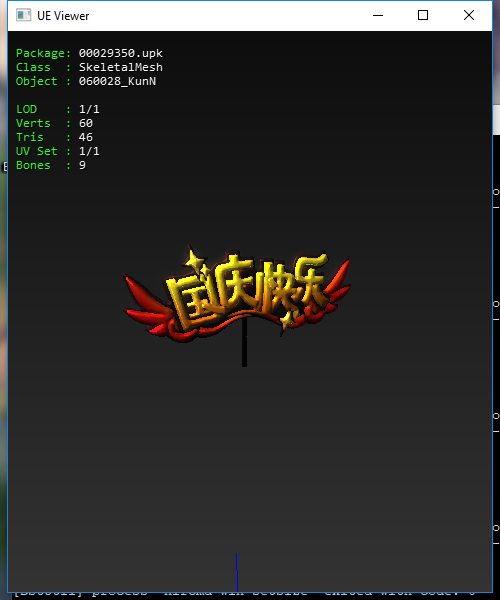 UE Viewer
Package: 00029350.upk
Class : SkeletalMesh
Object : 060028_KunN
LOD : 1/1
Verts : 60
Tris : 46
UV Set : 1/1
Bones : 9
国庆快乐